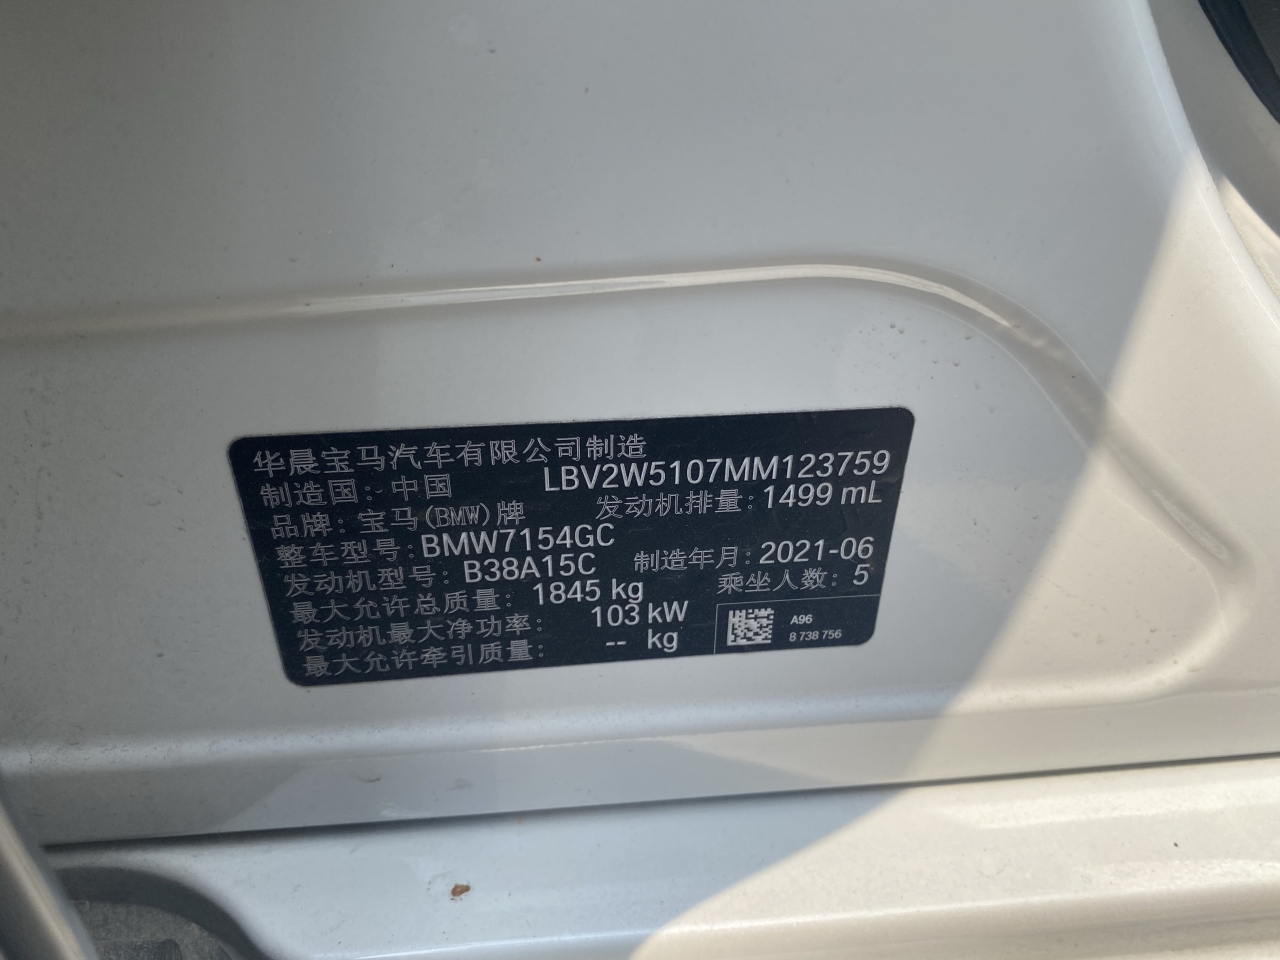 华晨宝马汽车有限公司制造
制造国：中国 LBV2W5107MM123759
品牌：宝马(BMW)牌 发动机排量：1499 mL
整车型号：BMW7154GC
发动机型号：B38A15C 制造年月：2021-06
最大允许总质量：1845 kg 乘坐人数：5
发动机最大净功率：103 kW
最大允许牵引质量：-- kg
A96
8 738 756